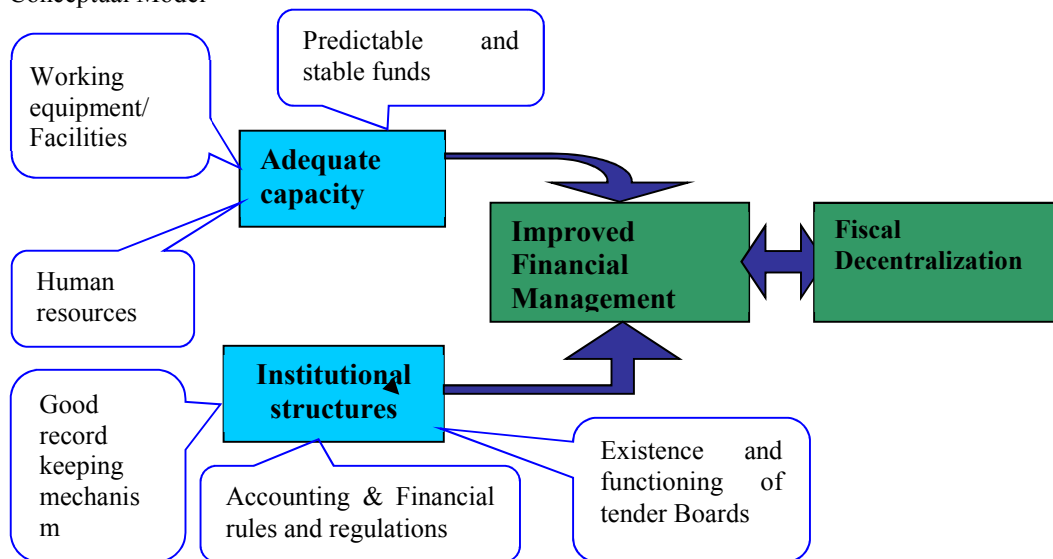 Conceptual Model
Predictable and
stable funds
Working
equipment/
Facilities
Adequate
capacity
Human
resources
Improved
Financial
Management
Fiscal
Decentralization
Institutional
structures
Good
record
keeping
mechanis
m
Accounting & Financial
rules and regulations
Existence and
functioning of
tender Boards